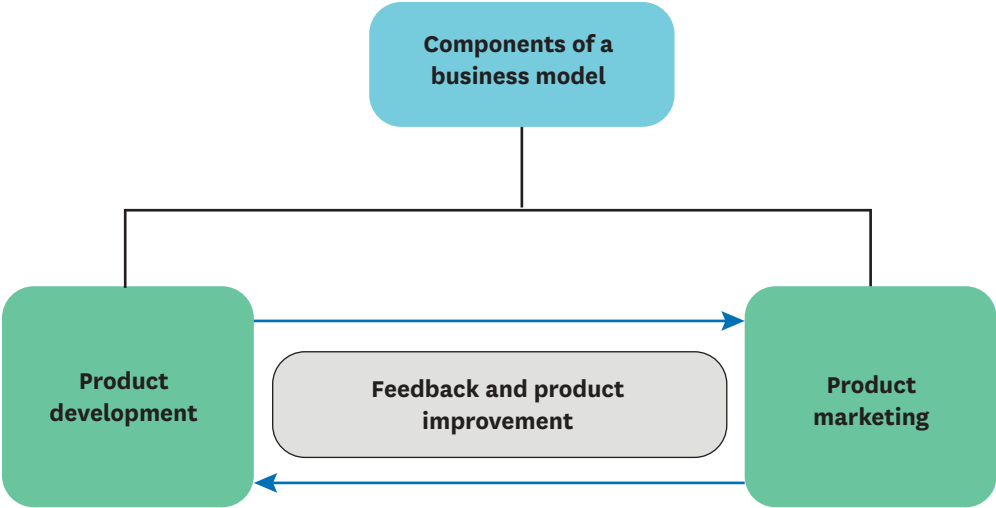 Components of a
business model
Product
development
Feedback and product
improvement
Product
marketing